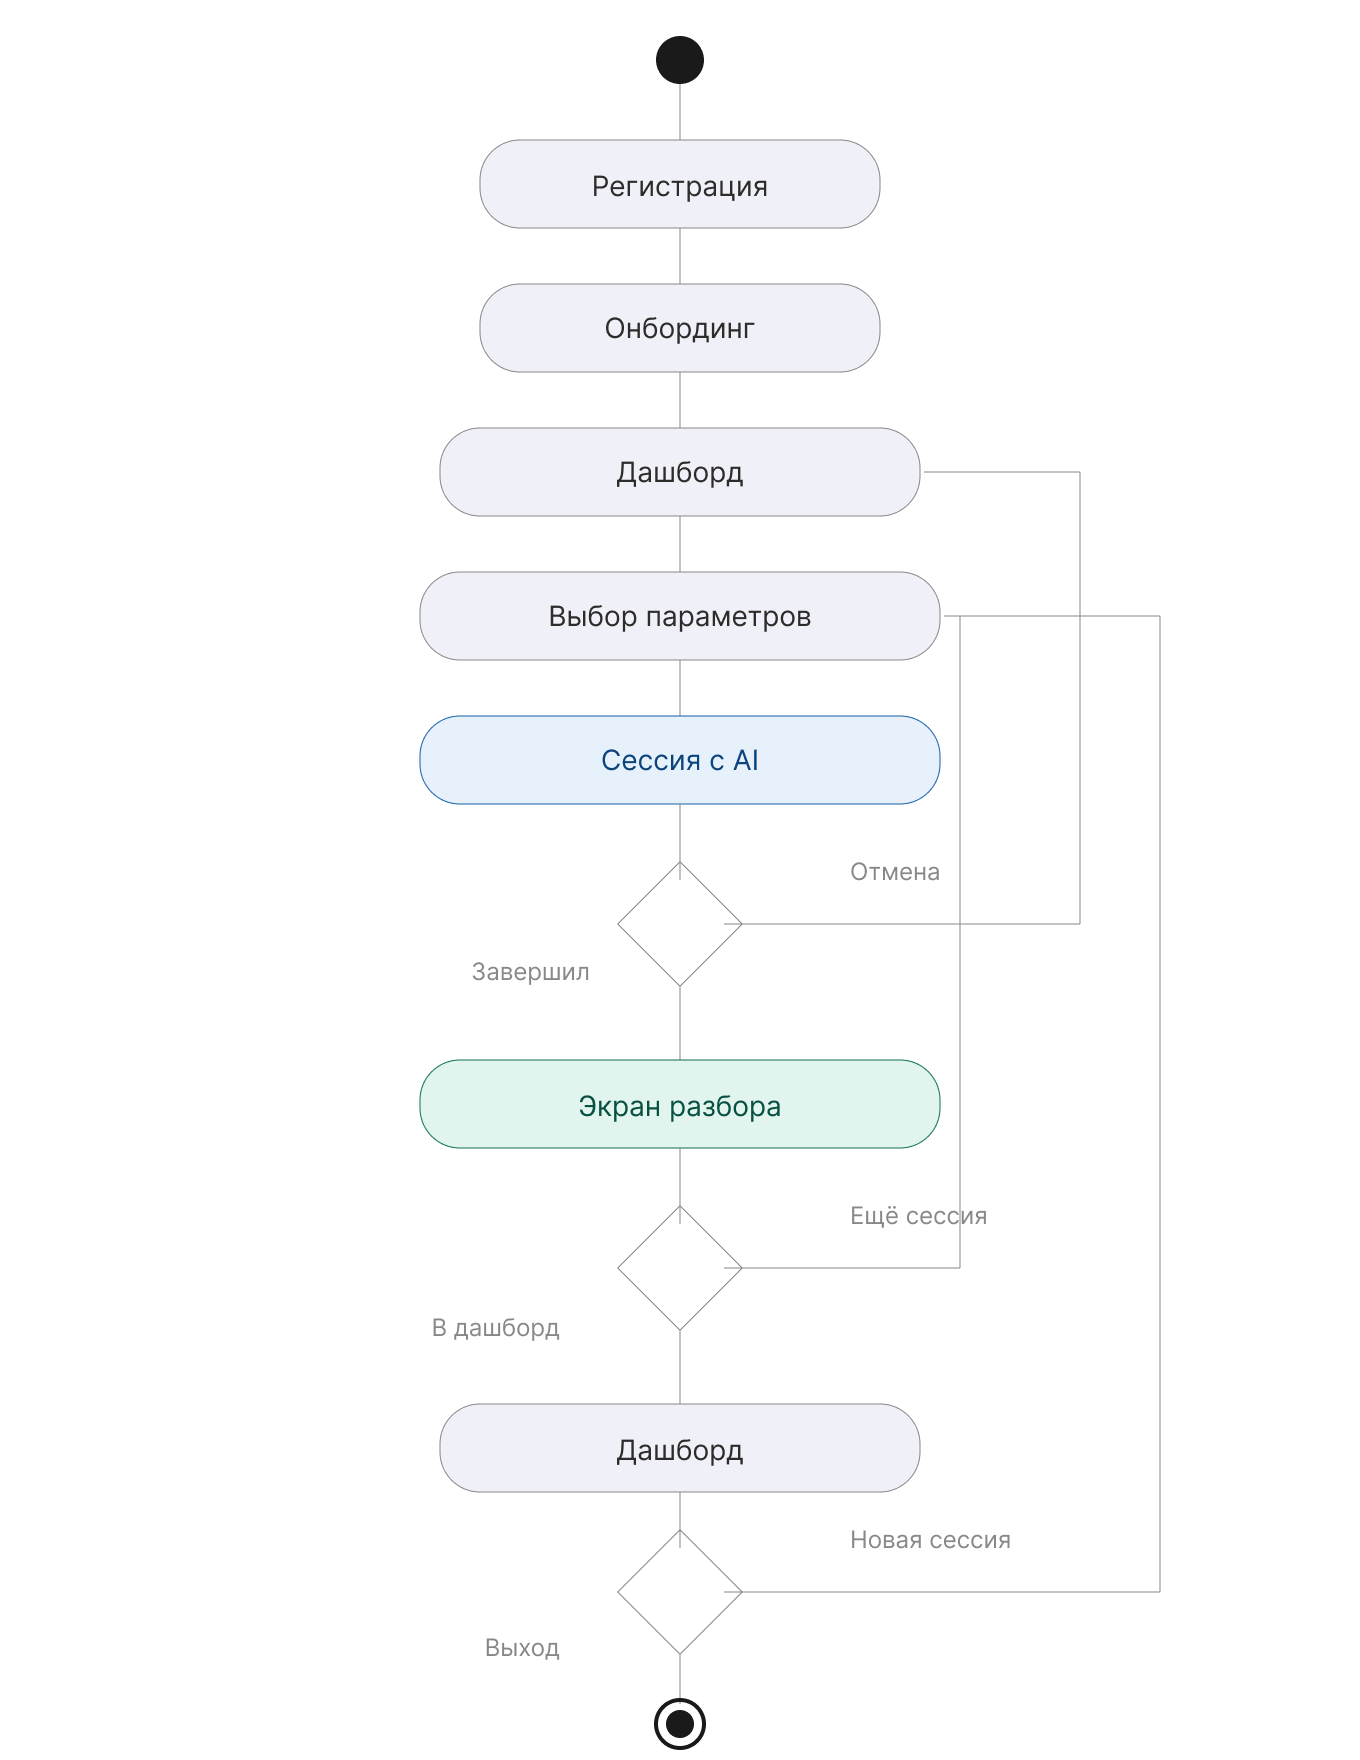 Регистрация
Онбординг
Дашборд
Выбор параметров
Сессия с AI
Отмена
Завершил
Экран разбора
Ещё сессия
В дашборд
Дашборд
Новая сессия
Выход